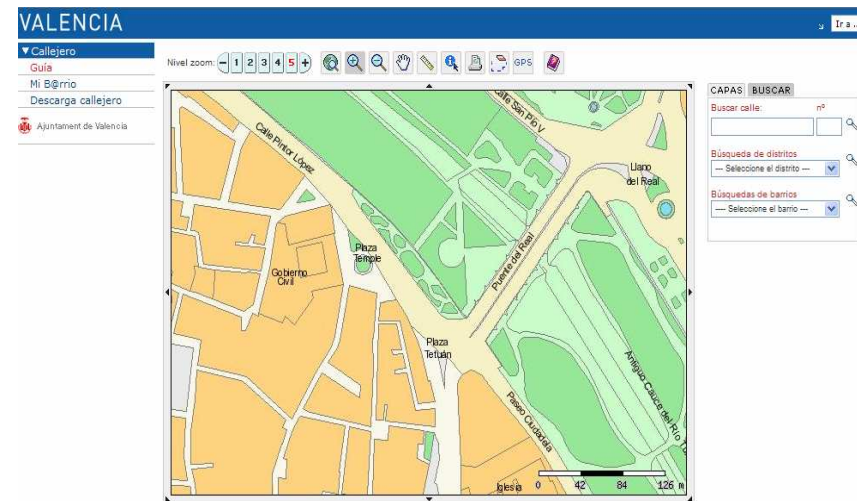 VALENCIA
Ir a ..
Callejero
Guía
Mi B@rrio
Descarga callejero
Ajuntament de Valencia
Nivel zoom: - 1 2 3 4 5 + GPS
CAPAS BUSCAR
Buscar calle: nº
Búsqueda de distritos
--- Seleccione el distrito ---
Búsquedas de barrios
---- Seleccione el barrio ---
Calle San Pío V
Calle Pintor López
Llano
del Real
Plaza
Temple
Puente del Real
Gobierno
Civil
Plaza
Tetuán
Antiguo Cauce del Río
Paseo Ciudadela
Iglesia
0 42 84 126 m